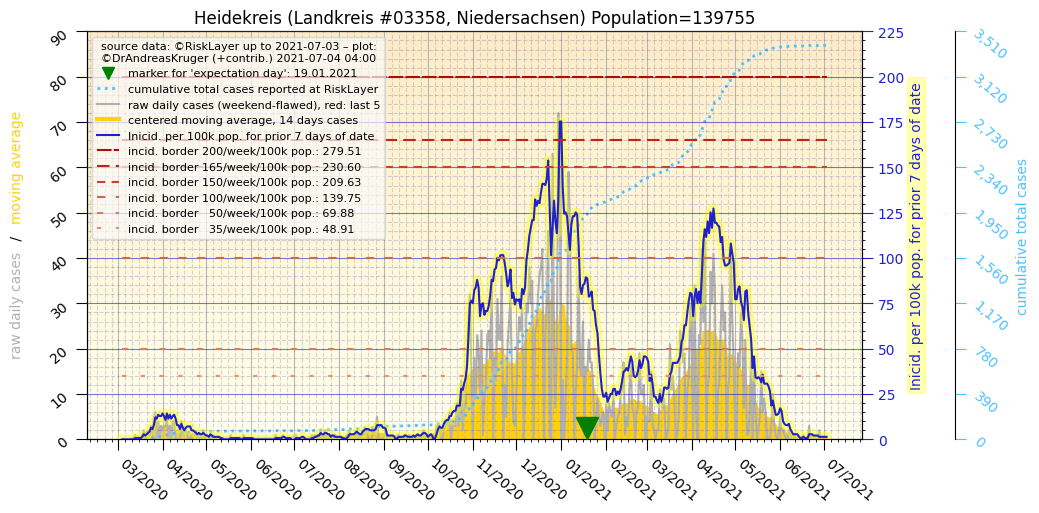 Heidekreis (Landkreis #03358, Niedersachsen) Population=139755
source data: ©RiskLayer up to 2021-07-03 – plot:
©DrAndreasKruger (+contrib.) 2021-07-04 04:00
marker for 'expectation day': 19.01.2021
cumulative total cases reported at RiskLayer
raw daily cases (weekend-flawed), red: last 5
centered moving average, 14 days cases
Inicid. per 100k pop. for prior 7 days of date
incid. border 200/week/100k pop.: 279.51
incid. border 165/week/100k pop.: 230.60
incid. border 150/week/100k pop.: 209.63
incid. border 100/week/100k pop.: 139.75
incid. border   50/week/100k pop.: 69.88
incid. border   35/week/100k pop.: 48.91
raw daily cases / moving average
90
80
70
60
50
40
30
20
10
0
225
200
175
150
125
100
75
50
25
0
Inicid. per 100k pop. for prior 7 days of date
3,510
3,120
2,730
2,340
1,950
1,560
1,170
780
390
0
cumulative total cases
03/2020
04/2020
05/2020
06/2020
07/2020
08/2020
09/2020
10/2020
11/2020
12/2020
01/2021
02/2021
03/2021
04/2021
05/2021
06/2021
07/2021